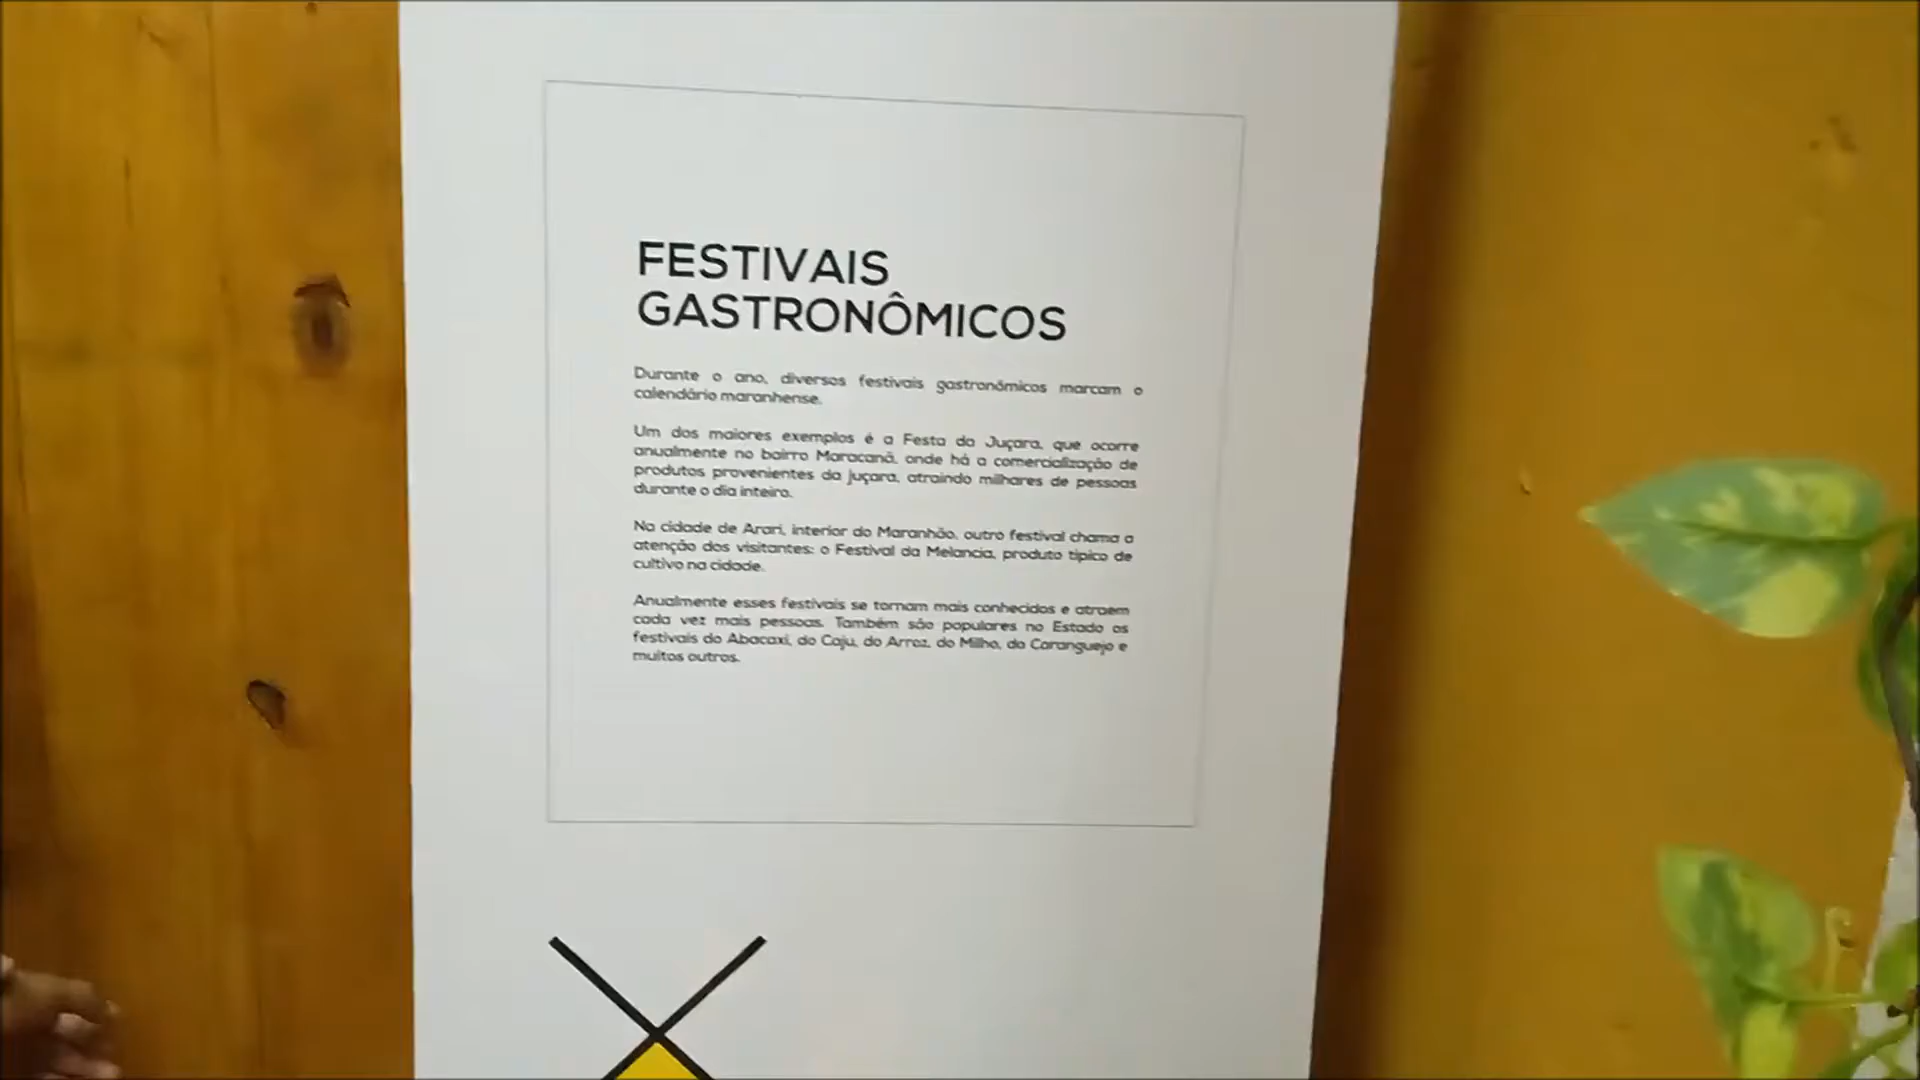 FESTIVAIS
GASTRONÔMICOS
Durante o ano, diversos festivais gastronômicos marcam o
calendário maranhense.
Um dos maiores exemplos é a Festa da Juçara, que ocorre
anualmente no bairro Maracanã, onde há a comercialização de
produtos provenientes da juçara, atraindo milhares de pessoas
durante o dia inteiro.
Na cidade de Arari, interior do Maranhão, outro festival chama a
atenção dos visitantes: o Festival da Melancia, produto típico de
cultivo na cidade.
Anualmente esses festivais se tornam mais conhecidos e atraem
cada vez mais pessoas. Também são populares no Estado os
festivais do Abacaxi, do Caju, do Arroz, do Milho, do Caranguejo e
muitos outros.